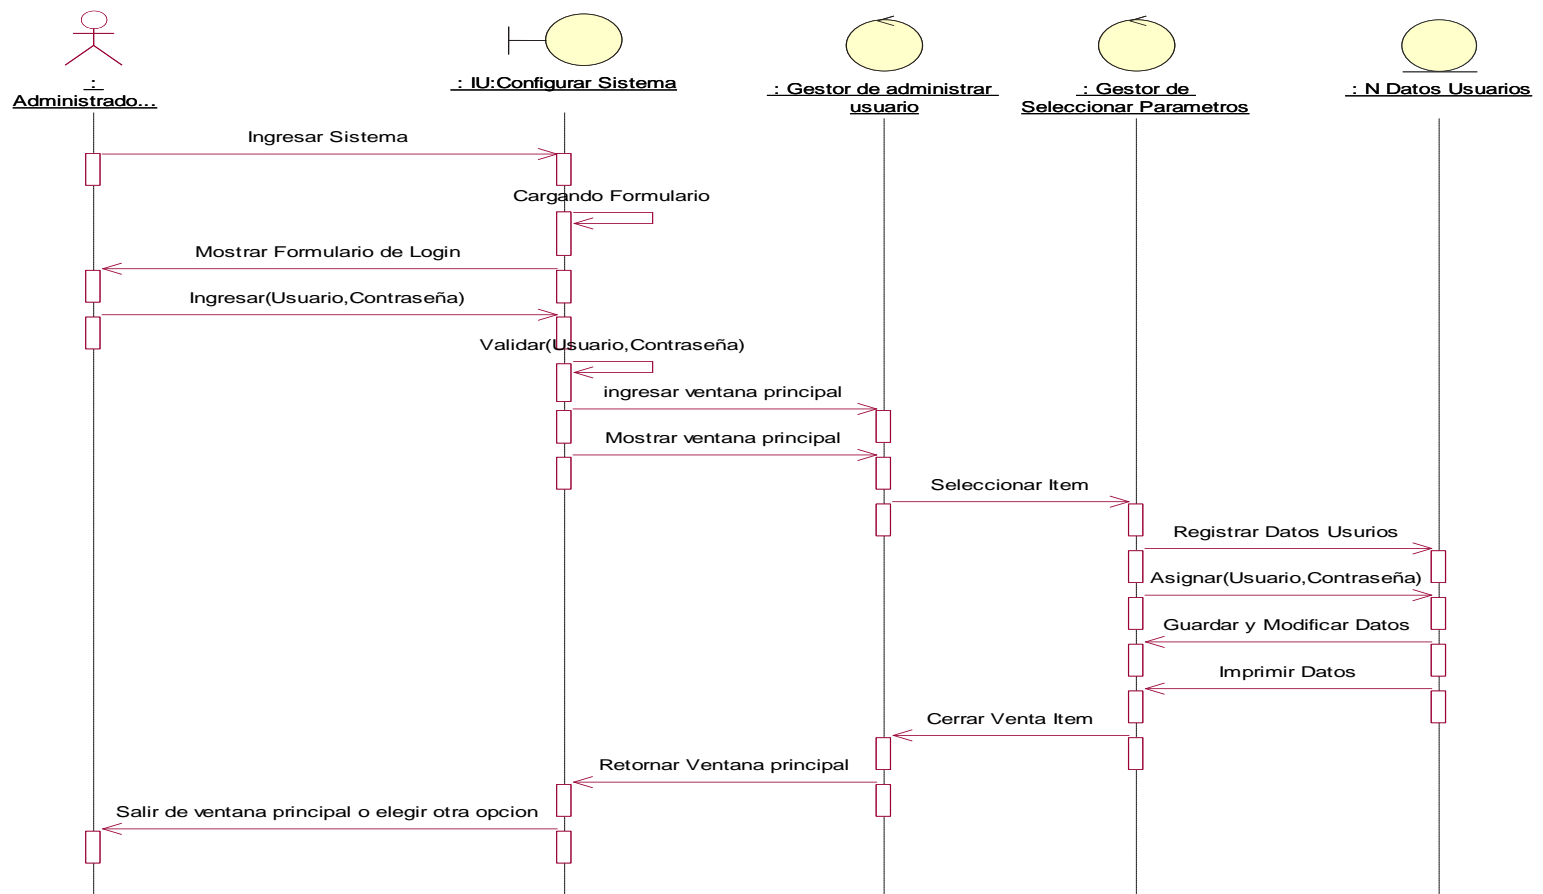 :
Administrado...
: IU:Configurar Sistema
: Gestor de administrar
usuario
: Gestor de
Seleccionar Parametros
: N Datos Usuarios
Ingresar Sistema
Cargando Formulario
Mostrar Formulario de Login
Ingresar(Usuario,Contraseña)
Validar(Usuario,Contraseña)
ingresar ventana principal
Mostrar ventana principal
Seleccionar Item
Registrar Datos Usurios
Asignar(Usuario,Contraseña)
Guardar y Modificar Datos
Imprimir Datos
Cerrar Venta Item
Retornar Ventana principal
Salir de ventana principal o elegir otra opcion